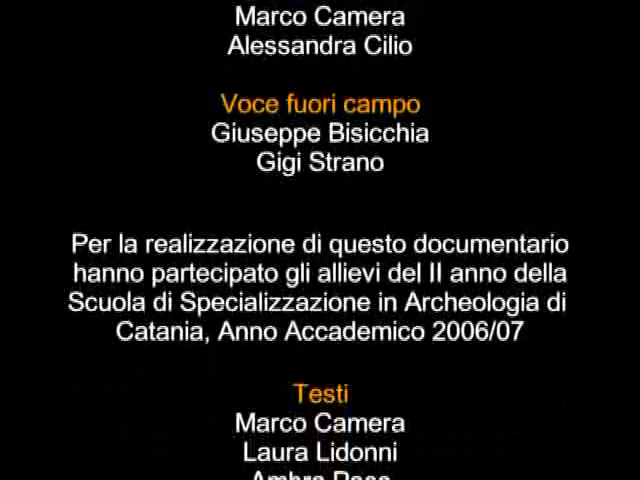 Marco Camera
Alessandra Cilio
Voce fuori campo
Giuseppe Bisicchia
Gigi Strano
Per la realizzazione di questo documentario
hanno partecipato gli allievi del II anno della
Scuola di Specializzazione in Archeologia di
Catania, Anno Accademico 2006/07
Testi
Marco Camera
Laura Lidonni
Ambra Pace